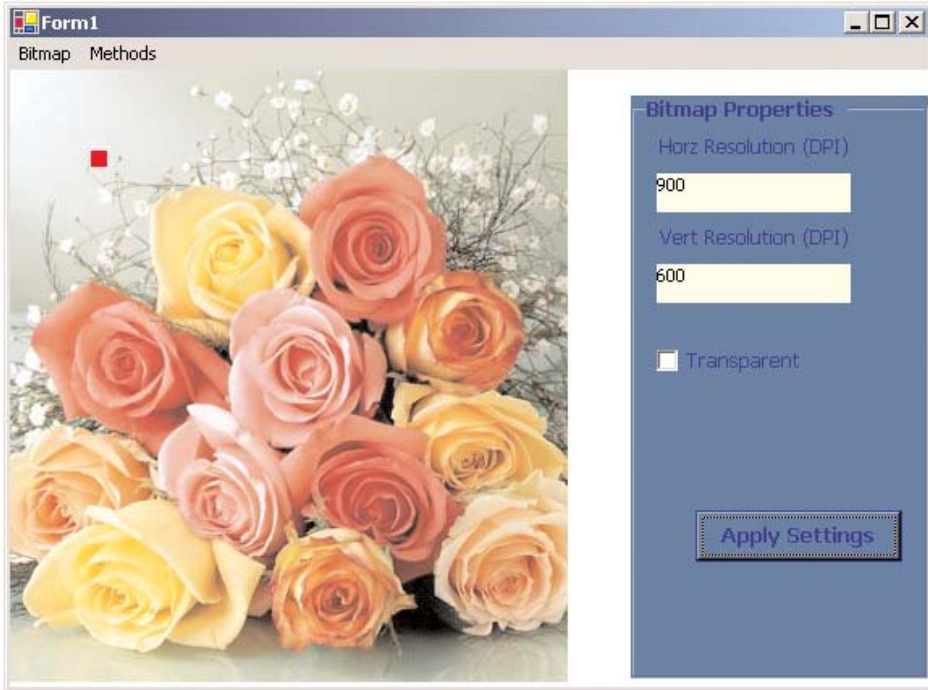 Form1
Bitmap Methods
Bitmap Properties
Horz Resolution (DPI)
900
Vert Resolution (DPI)
600
Transparent
Apply Settings